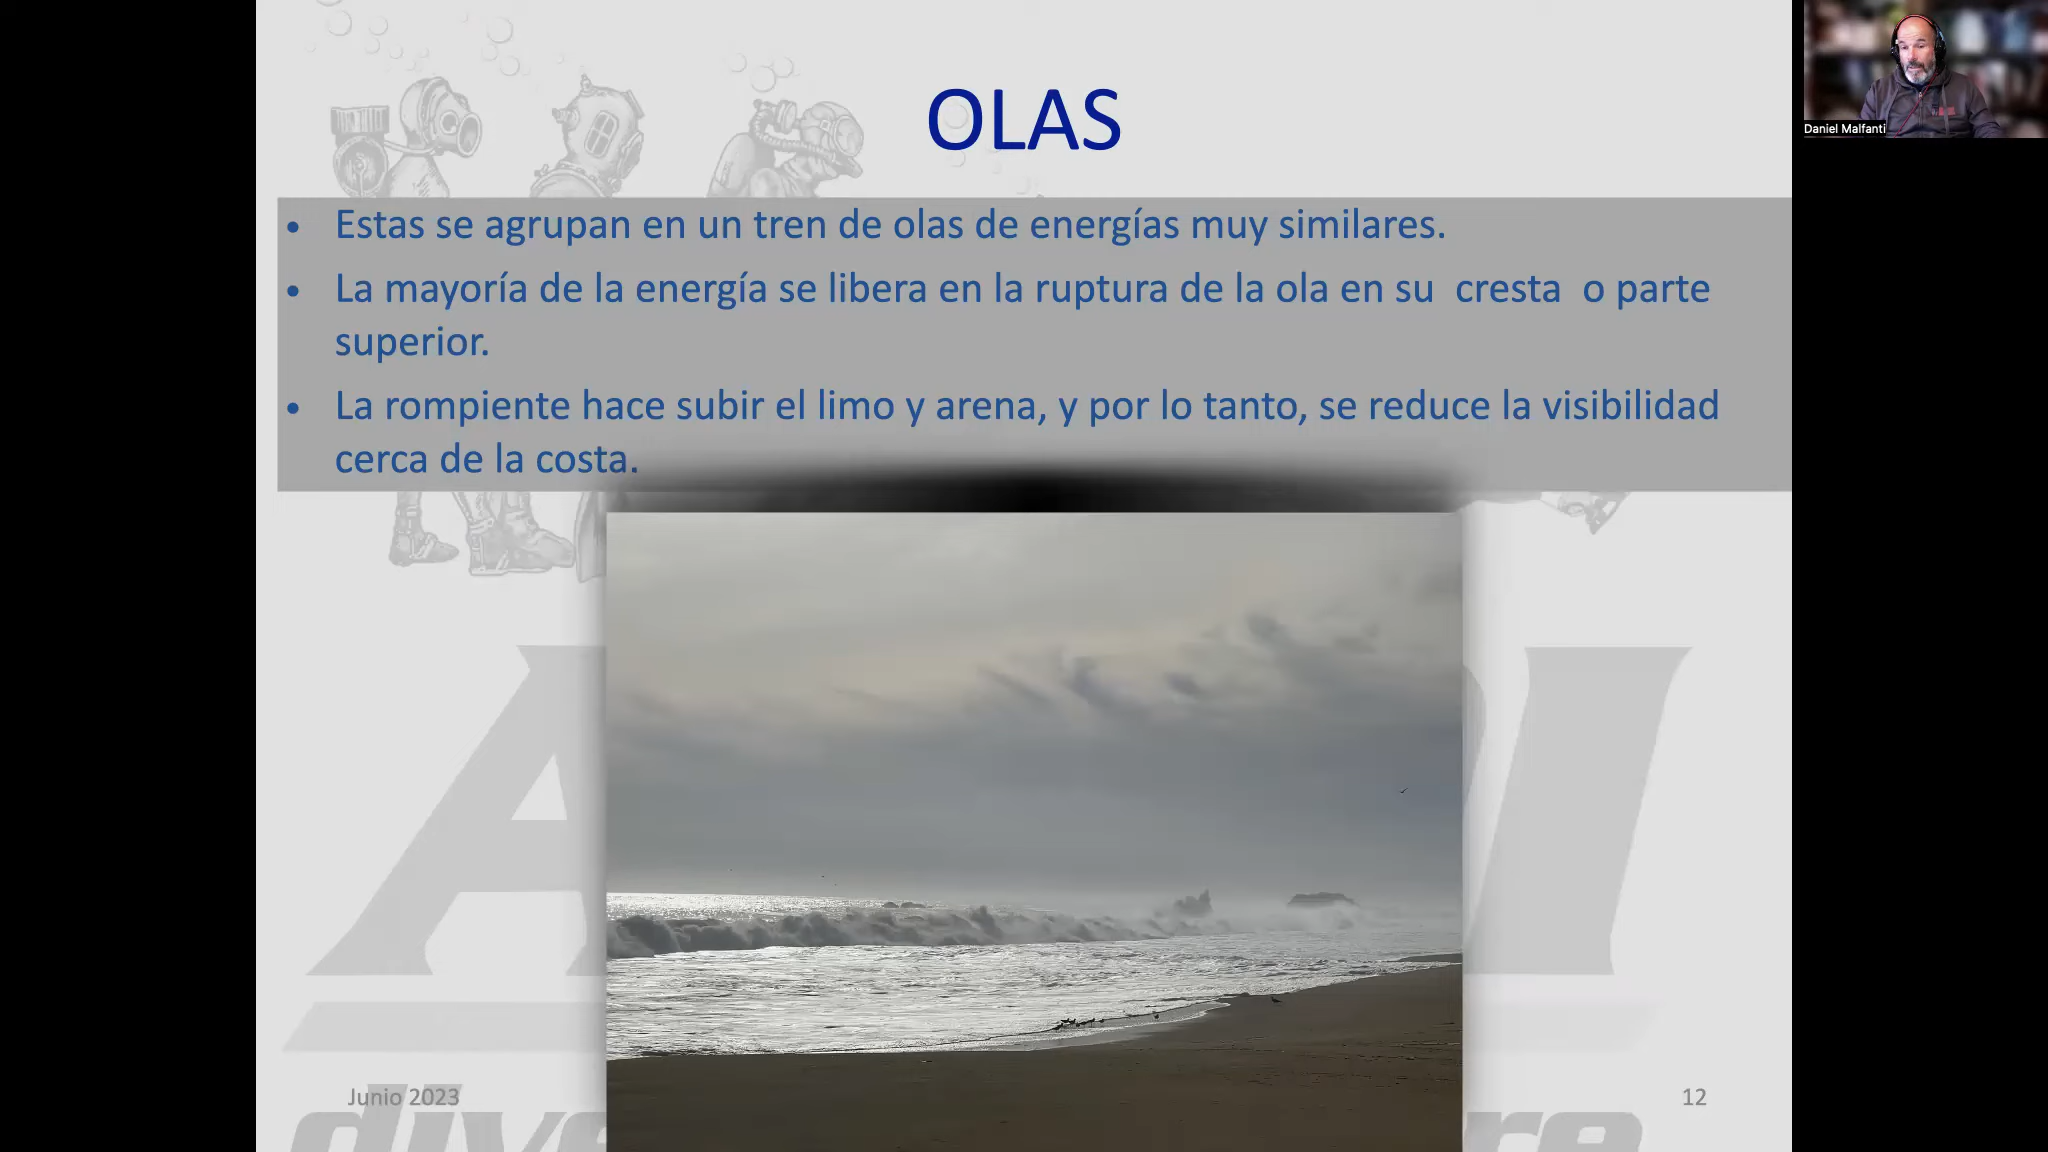 OLAS
Daniel Malfanti
• Estas se agrupan en un tren de olas de energías muy similares.
• La mayoría de la energía se libera en la ruptura de la ola en su  cresta  o parte
superior.
• La rompiente hace subir el limo y arena, y por lo tanto, se reduce la visibilidad
cerca de la costa.
Junio 2023
12